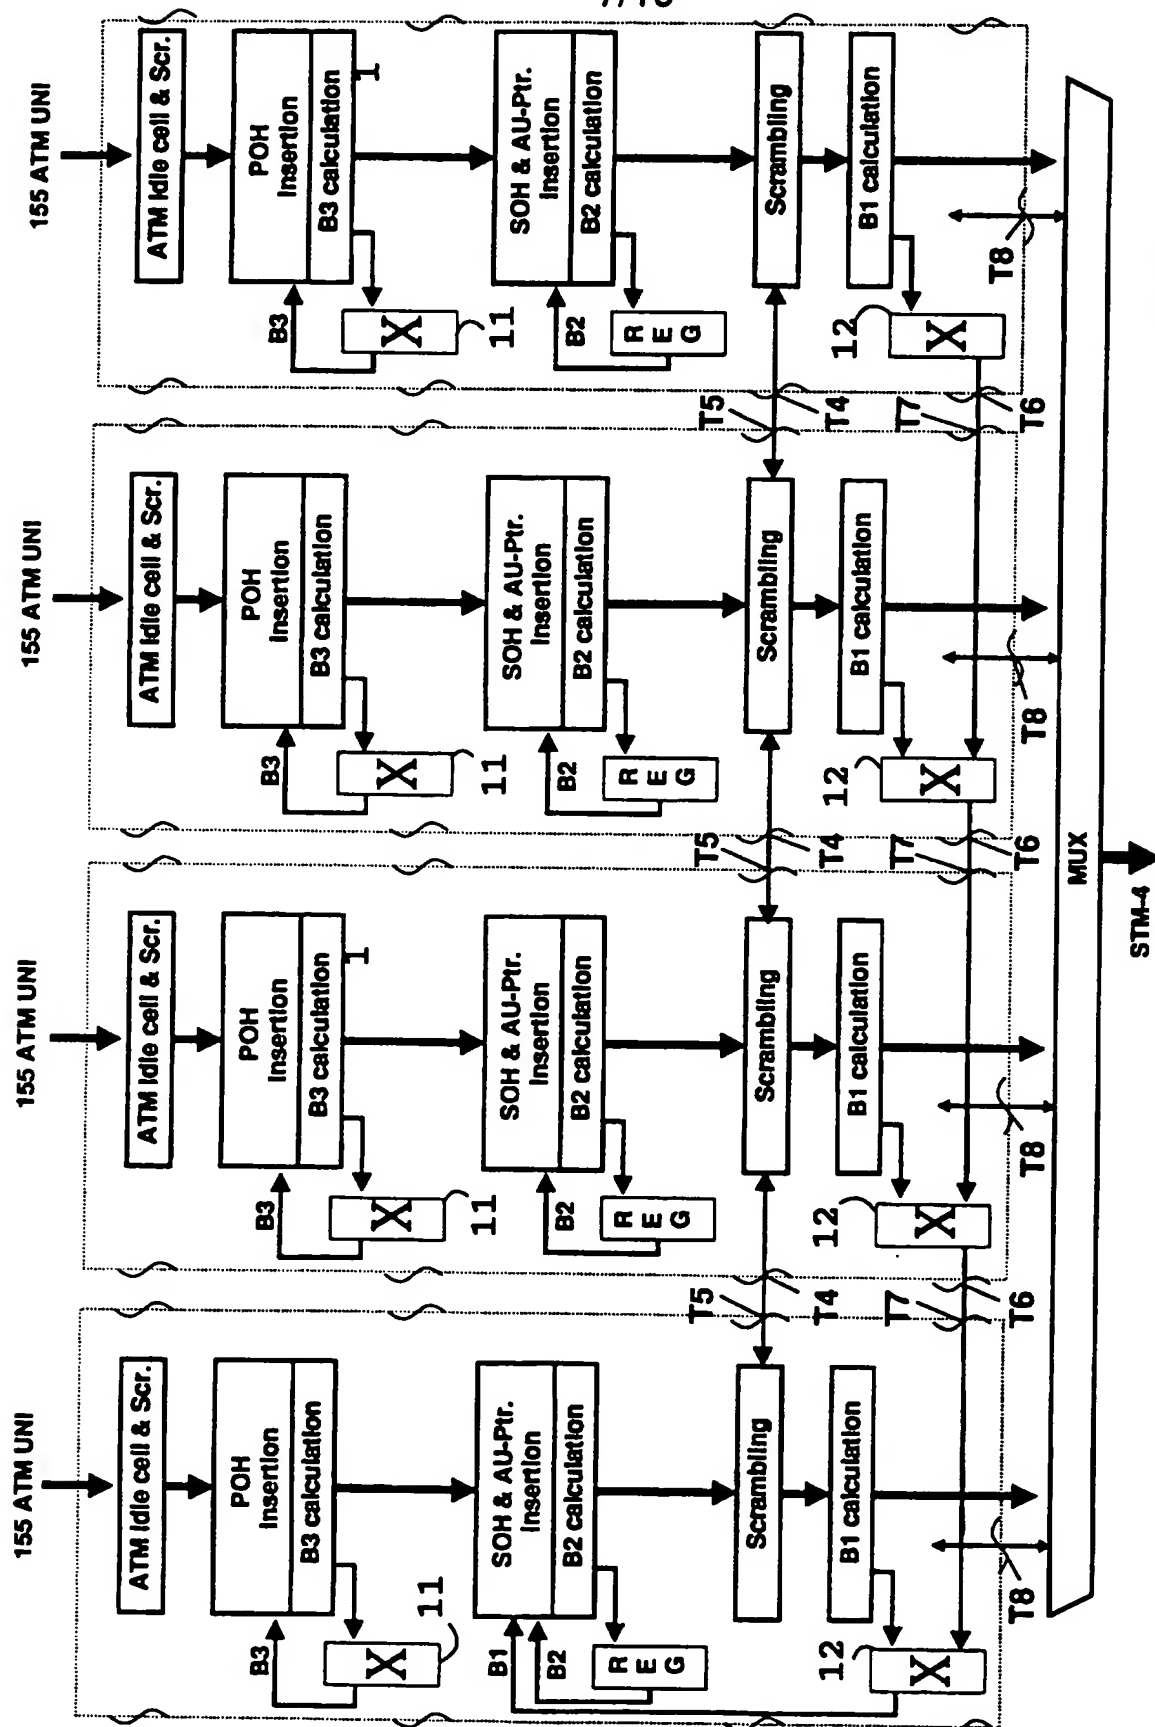 155 ATM UNI
ATM Idle cell & Scr.
POH
Insertion
B3 calculation
B3
X
11
SOH & AU-Ptr.
Insertion
B2 calculation
B1
B2
REG
Scrambling
B1 calculation
12
X
T8
T5
T4
T7
T6
155 ATM UNI
ATM Idle cell & Scr.
POH
Insertion
B3 calculation
1
B3
X
11
SOH & AU-Ptr.
Insertion
B2 calculation
B2
REG
Scrambling
B1 calculation
12
X
T8
T5
T4
T7
T6
155 ATM UNI
ATM Idle cell & Scr.
POH
Insertion
B3 calculation
B3
X
11
SOH & AU-Ptr.
Insertion
B2 calculation
B2
REG
Scrambling
B1 calculation
12
X
T8
T5
T4
T7
T6
155 ATM UNI
ATM Idle cell & Scr.
POH
Insertion
B3 calculation
1
B3
X
11
SOH & AU-Ptr.
Insertion
B2 calculation
B2
REG
Scrambling
B1 calculation
12
X
T8
MUX
STM-4